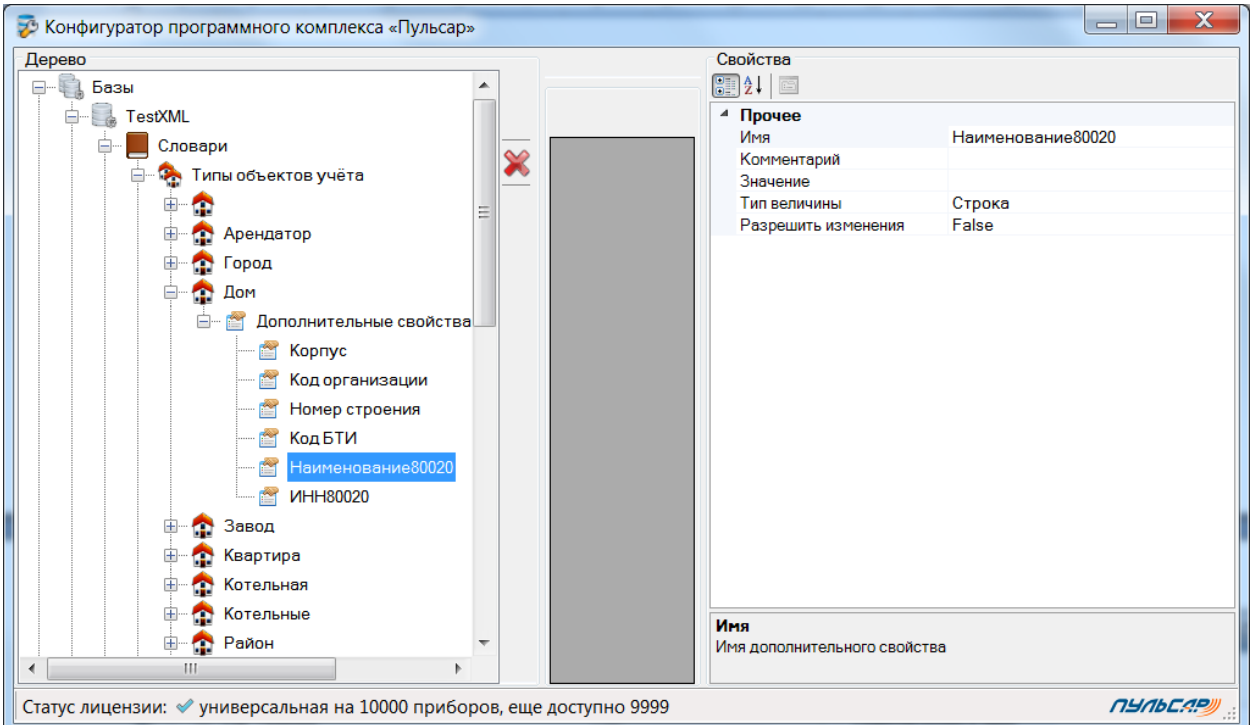 Конфигуратор программного комплекса «Пульсар»
Дерево
Базы
TestXML
Словари
Типы объектов учёта
Арендатор
Город
Дом
Дополнительные свойства
Корпус
Код организации
Номер строения
Код БТИ
Наименование80020
ИНН80020
Завод
Квартира
Котельная
Котельные
Район
Свойства
Прочее
Имя Наименование80020
Комментарий
Значение
Тип величины Строка
Разрешить изменения False
Имя
Имя дополнительного свойства
Статус лицензии: универсальная на 10000 приборов, еще доступно 9999
ПУЛЬСАР